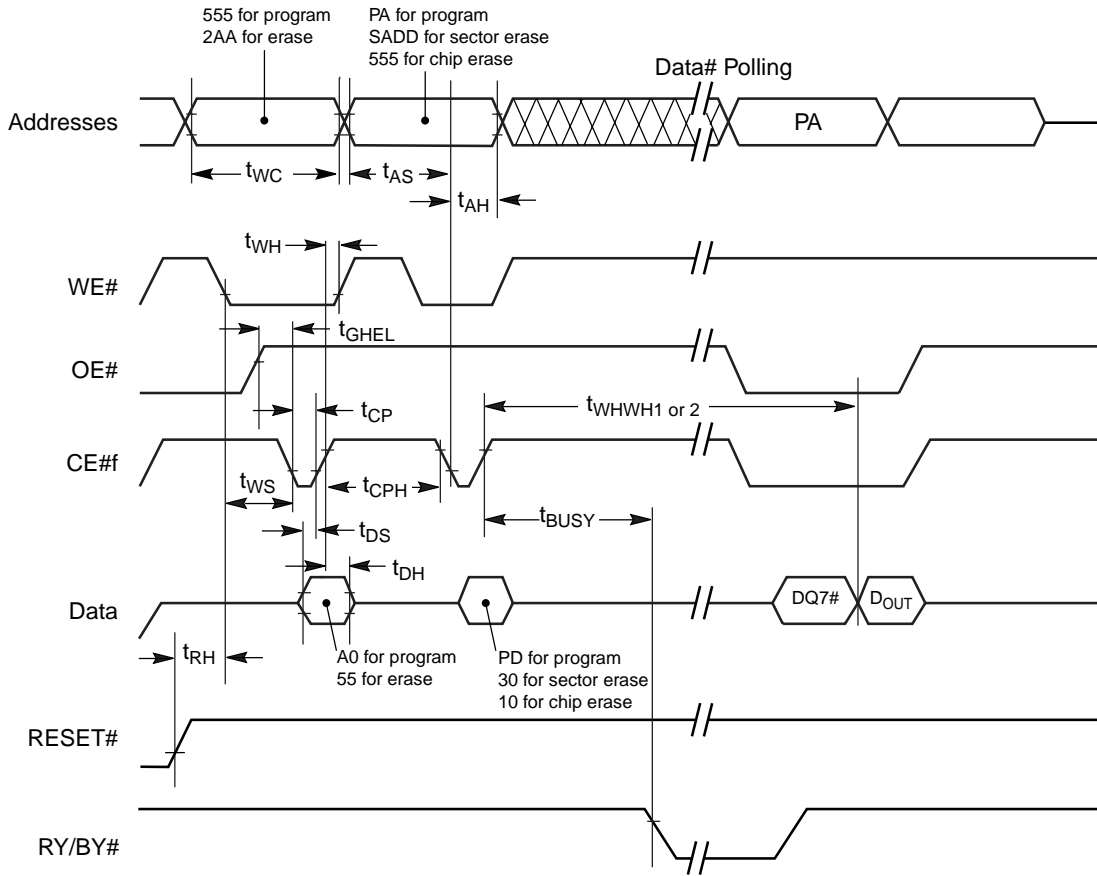 555 for program
2AA for erase
PA for program
SADD for sector erase
555 for chip erase
Data# Polling
Addresses
PA
tWC
tAS
tAH
tWH
WE#
tGHEL
OE#
tCP
tWHWH1 or 2
CE#f
tWS
tCPH
tBUSY
tDS
tDH
Data
DQ7#
DOUT
tRH
A0 for program
55 for erase
PD for program
30 for sector erase
10 for chip erase
RESET#
RY/BY#